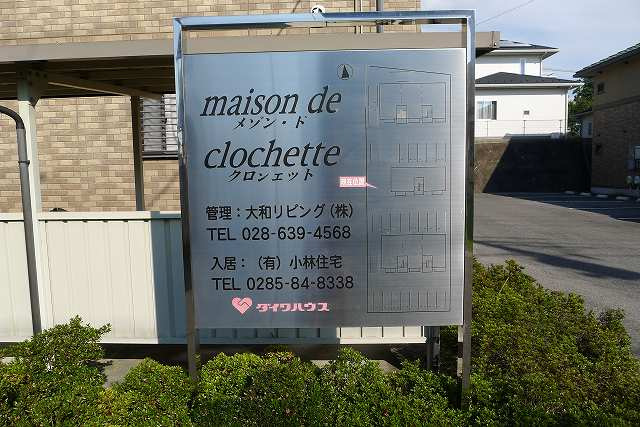 maison de
メゾン・ド
clochette
クロシェット
管理：大和リビング（株）
TEL 028-639-4568
入居：（有）小林住宅
TEL 0285-84-8338
ダイワハウス